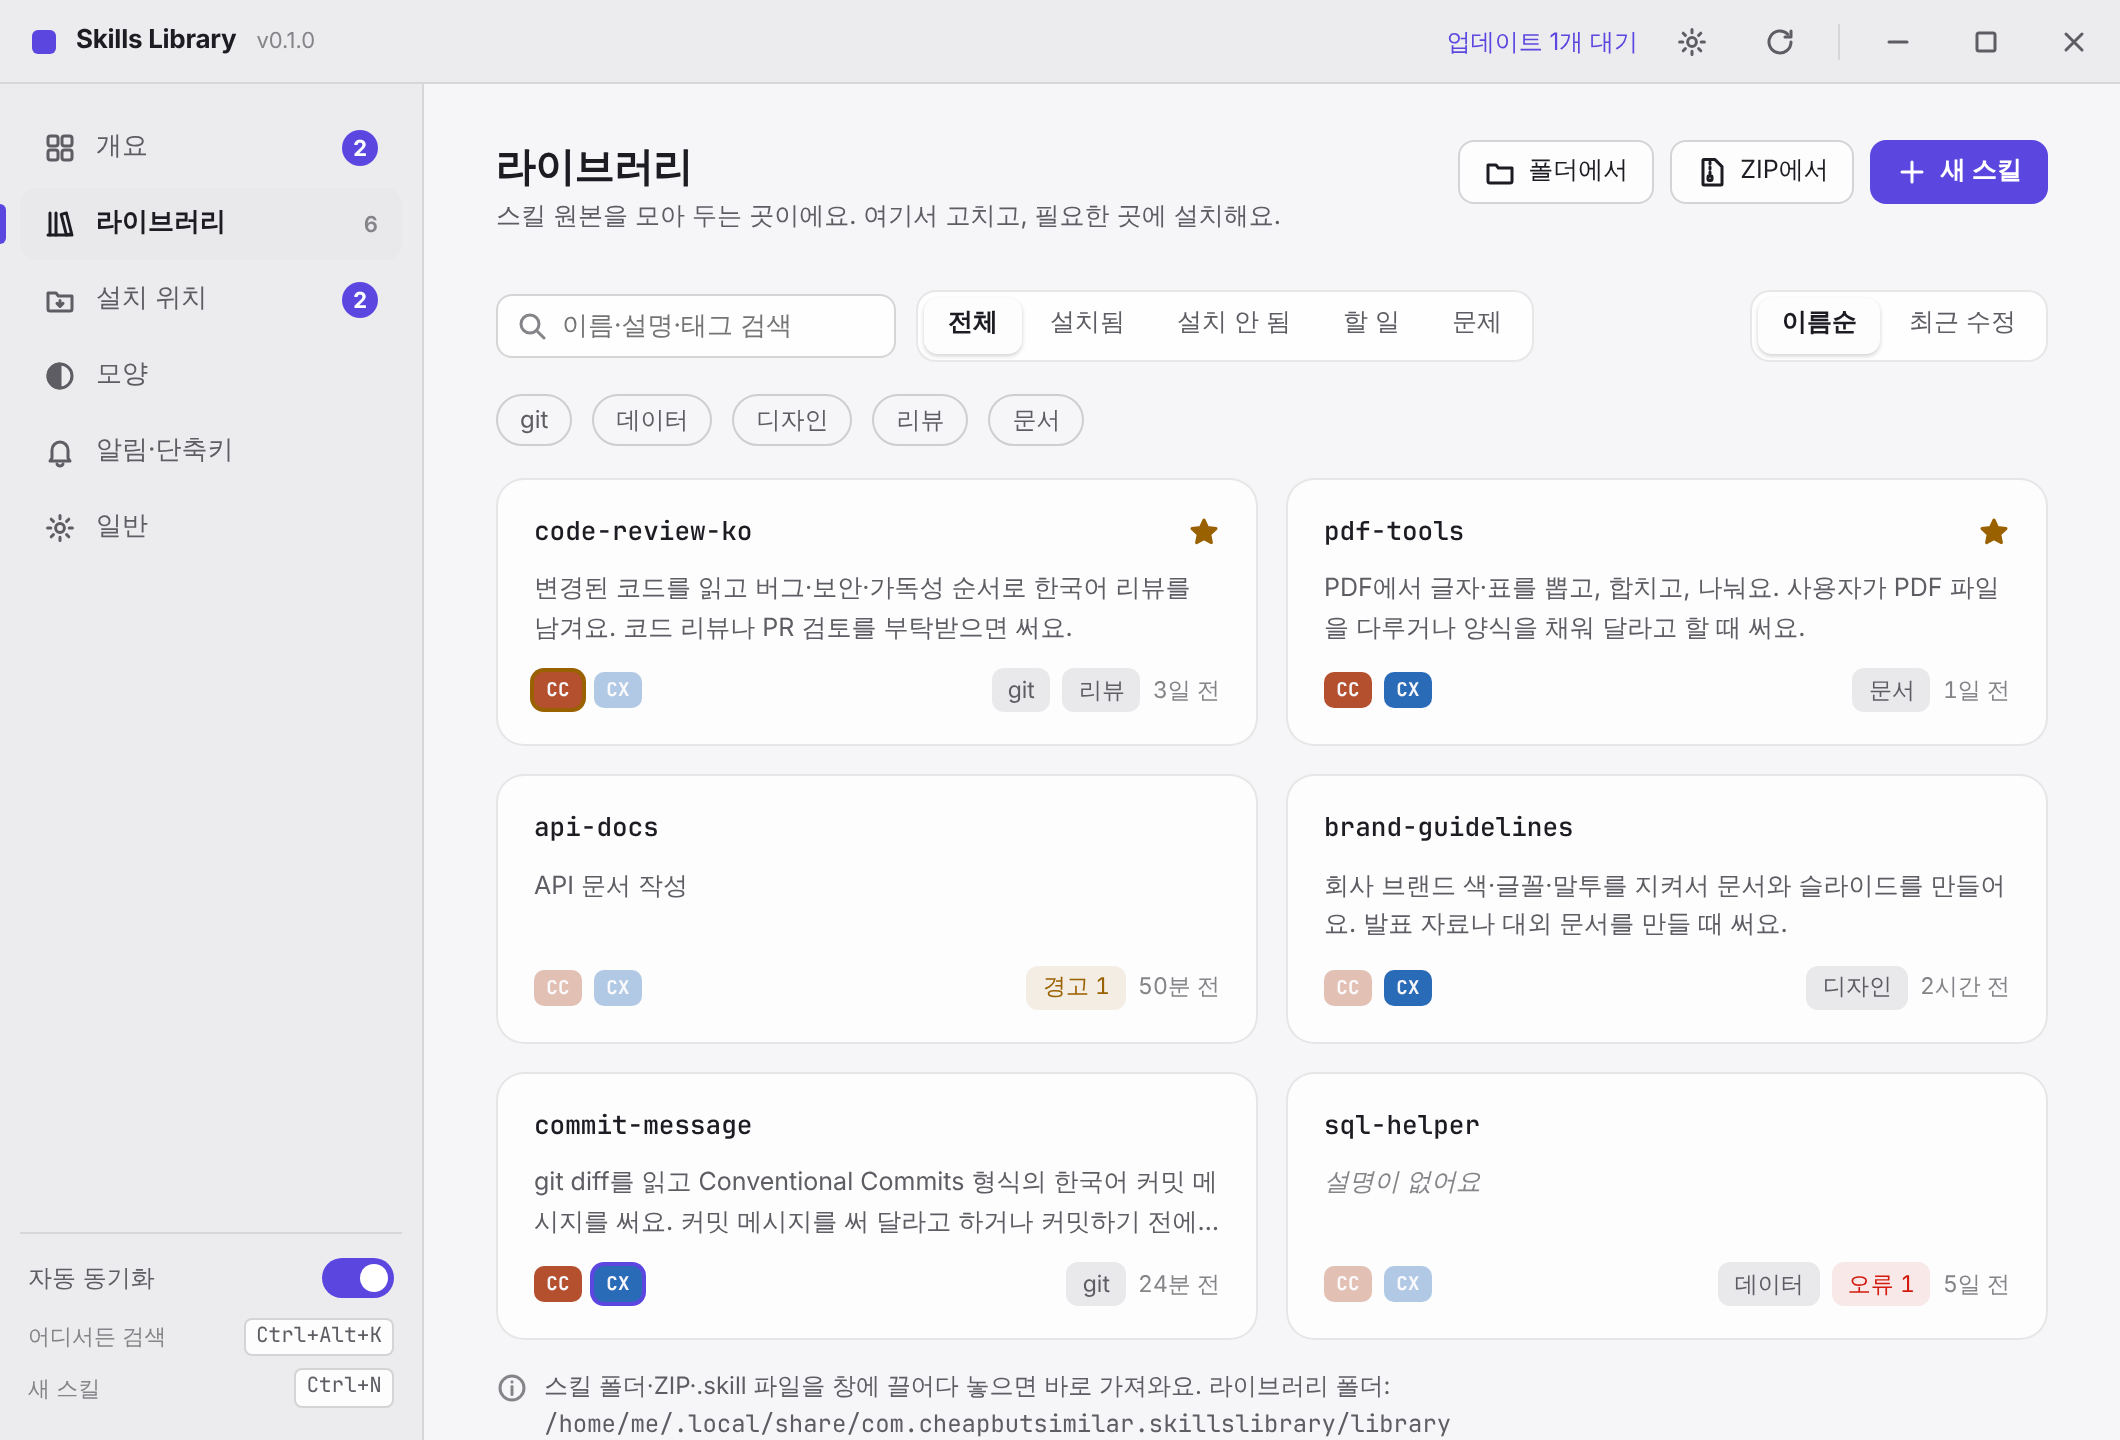 Skills Library v0.1.0
업데이트 1개 대기
개요 2
라이브러리 6
설치 위치 2
모양
알림·단축키
일반
자동 동기화
어디서든 검색 Ctrl+Alt+K
새 스킬 Ctrl+N
라이브러리
스킬 원본을 모아 두는 곳이에요. 여기서 고치고, 필요한 곳에 설치해요.
폴더에서
ZIP에서
새 스킬
이름·설명·태그 검색
전체 설치됨 설치 안 됨 할 일 문제
이름순 최근 수정
git 데이터 디자인 리뷰 문서
code-review-ko
변경된 코드를 읽고 버그·보안·가독성 순서로 한국어 리뷰를
남겨요. 코드 리뷰나 PR 검토를 부탁받으면 써요.
CC CX git 리뷰 3일 전
pdf-tools
PDF에서 글자·표를 뽑고, 합치고, 나눠요. 사용자가 PDF 파일
을 다루거나 양식을 채워 달라고 할 때 써요.
CC CX 문서 1일 전
api-docs
API 문서 작성
CC CX 경고 1 50분 전
brand-guidelines
회사 브랜드 색·글꼴·말투를 지켜서 문서와 슬라이드를 만들어
요. 발표 자료나 대외 문서를 만들 때 써요.
CC CX 디자인 2시간 전
commit-message
git diff를 읽고 Conventional Commits 형식의 한국어 커밋 메
시지를 써요. 커밋 메시지를 써 달라고 하거나 커밋하기 전에...
CC CX git 24분 전
sql-helper
설명이 없어요
CC CX 데이터 오류 1 5일 전
스킬 폴더·ZIP·.skill 파일을 창에 끌어다 놓으면 바로 가져와요. 라이브러리 폴더:
/home/me/.local/share/com.cheapbutsimilar.skillslibrary/library